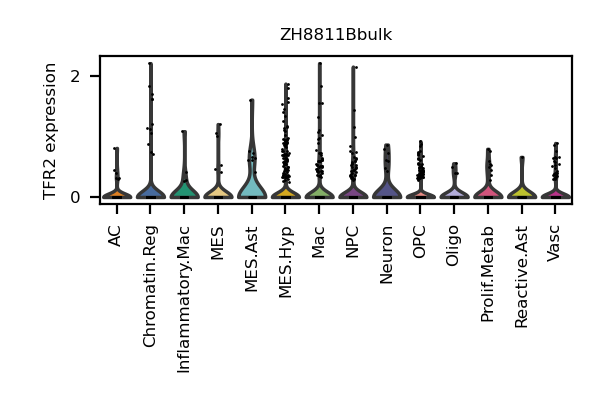 ZH8811Bbulk
TFR2 expression
2
0
AC
Chromatin.Reg
Inflammatory.Mac
MES
MES.Ast
MES.Hyp
Mac
NPC
Neuron
OPC
Oligo
Prolif.Metab
Reactive.Ast
Vasc